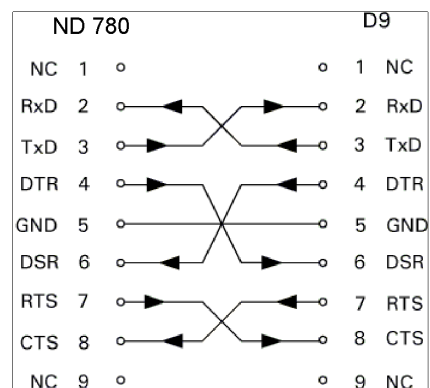 ND 780 D9
NC 1 1 NC
RxD 2 2 RxD
TxD 3 3 TxD
DTR 4 4 DTR
GND 5 5 GND
DSR 6 6 DSR
RTS 7 7 RTS
CTS 8 8 CTS
NC 9 9 NC